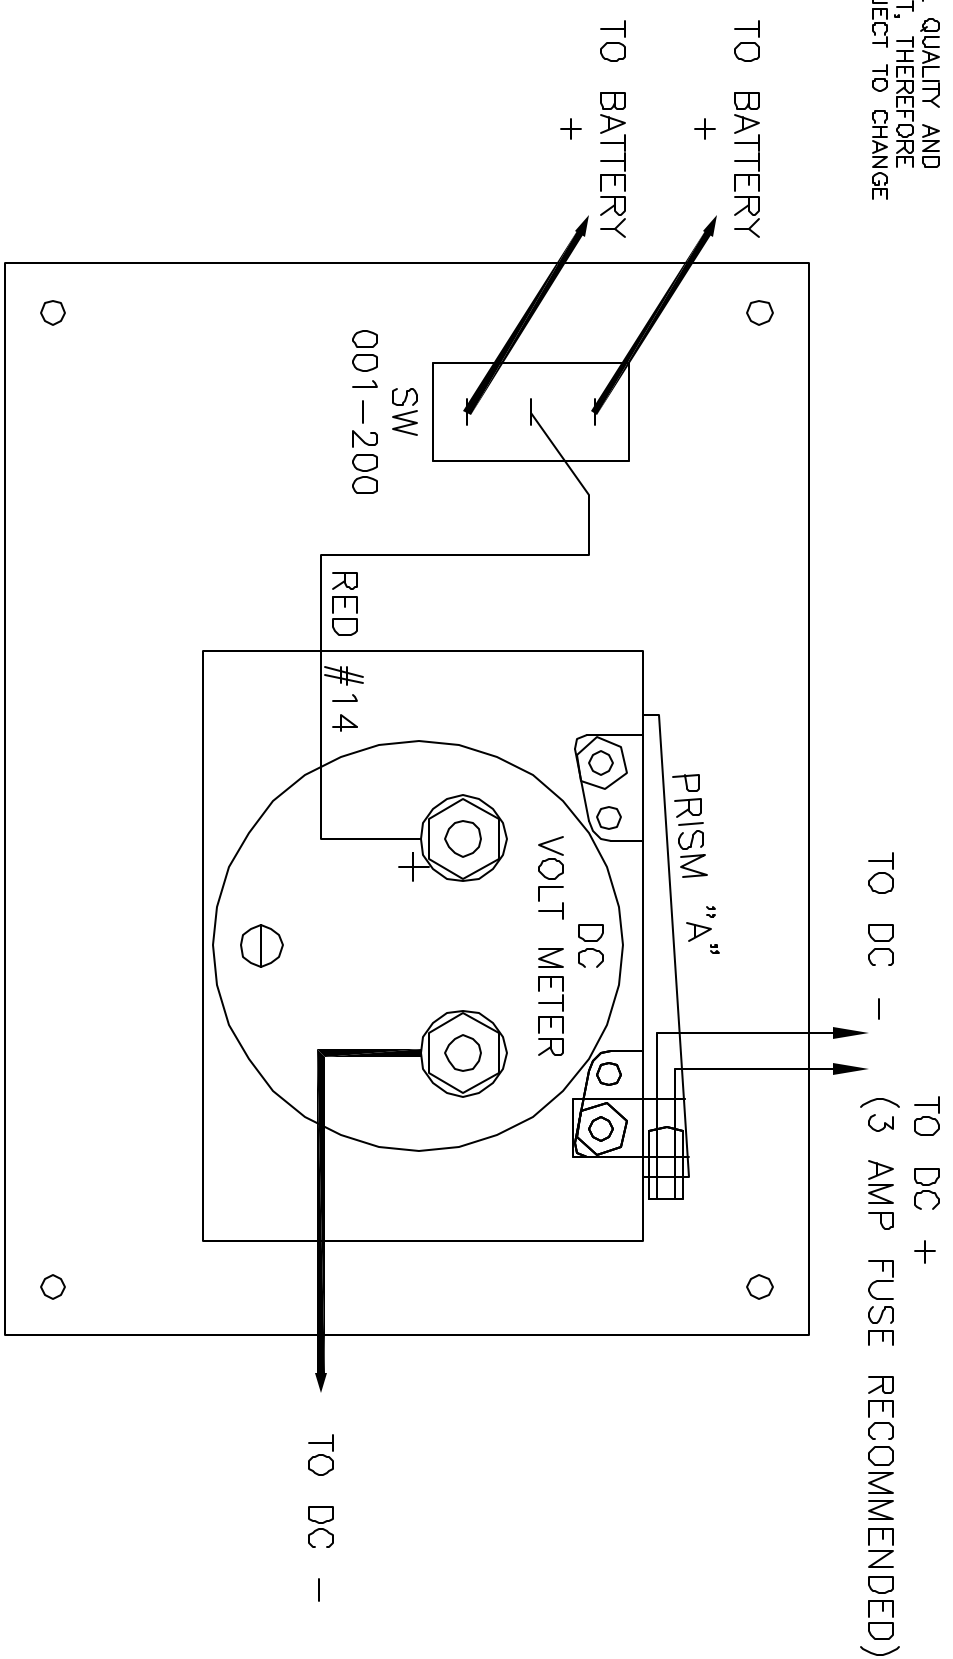 . QUALITY AND
T, THEREFORE
JECT TO CHANGE
TO DC +
(3 AMP FUSE RECOMMENDED)
TO DC -
TO BATTERY
+
TO BATTERY
+
PRISM "A"
DC
VOLT METER
+
SW
001-200
RED #14
TO DC -